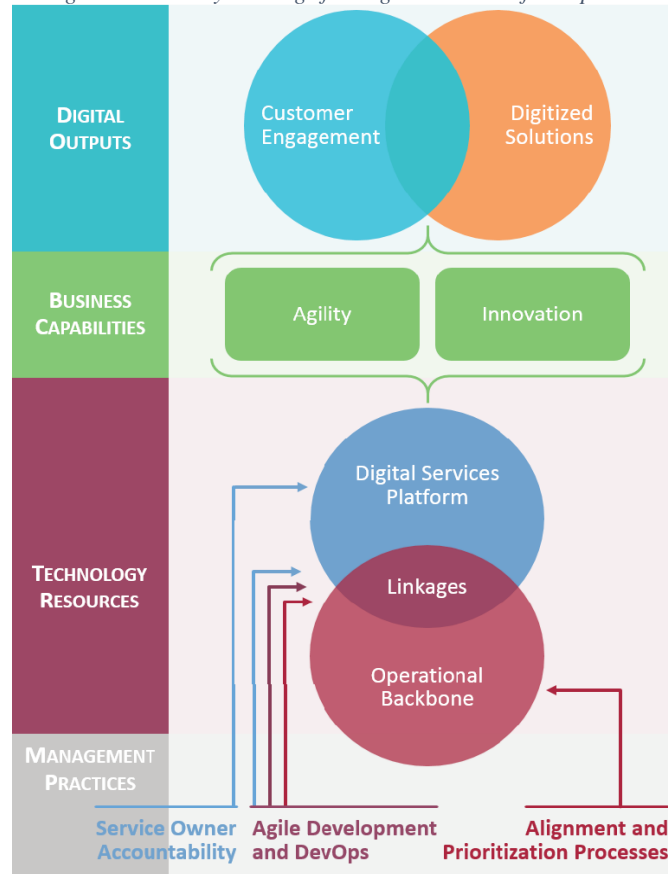 DIGITAL
OUTPUTS
Customer
Engagement
Digitized
Solutions
BUSINESS
CAPABILITIES
Agility
Innovation
TECHNOLOGY
RESOURCES
Digital Services
Platform
Linkages
Operational
Backbone
MANAGEMENT
PRACTICES
Service Owner
Accountability
Agile Development
and DevOps
Alignment and
Prioritization Processes